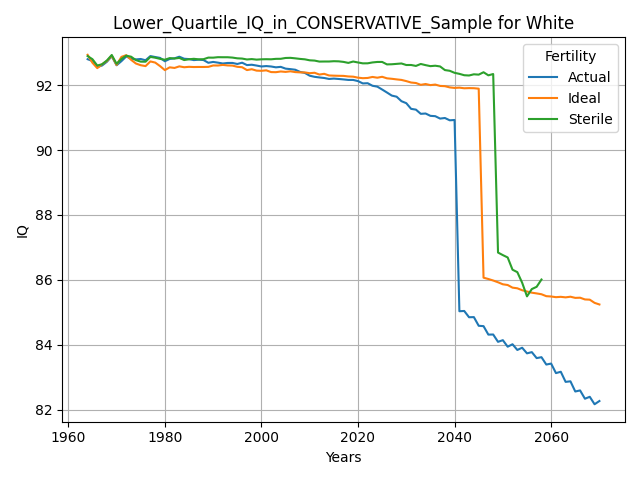 Lower_Quartile_IQ_in_CONSERVATIVE_Sample for White
Fertility
Actual
Ideal
Sterile
IQ
92
90
88
86
84
82
1960
1980
2000
2020
2040
2060
Years